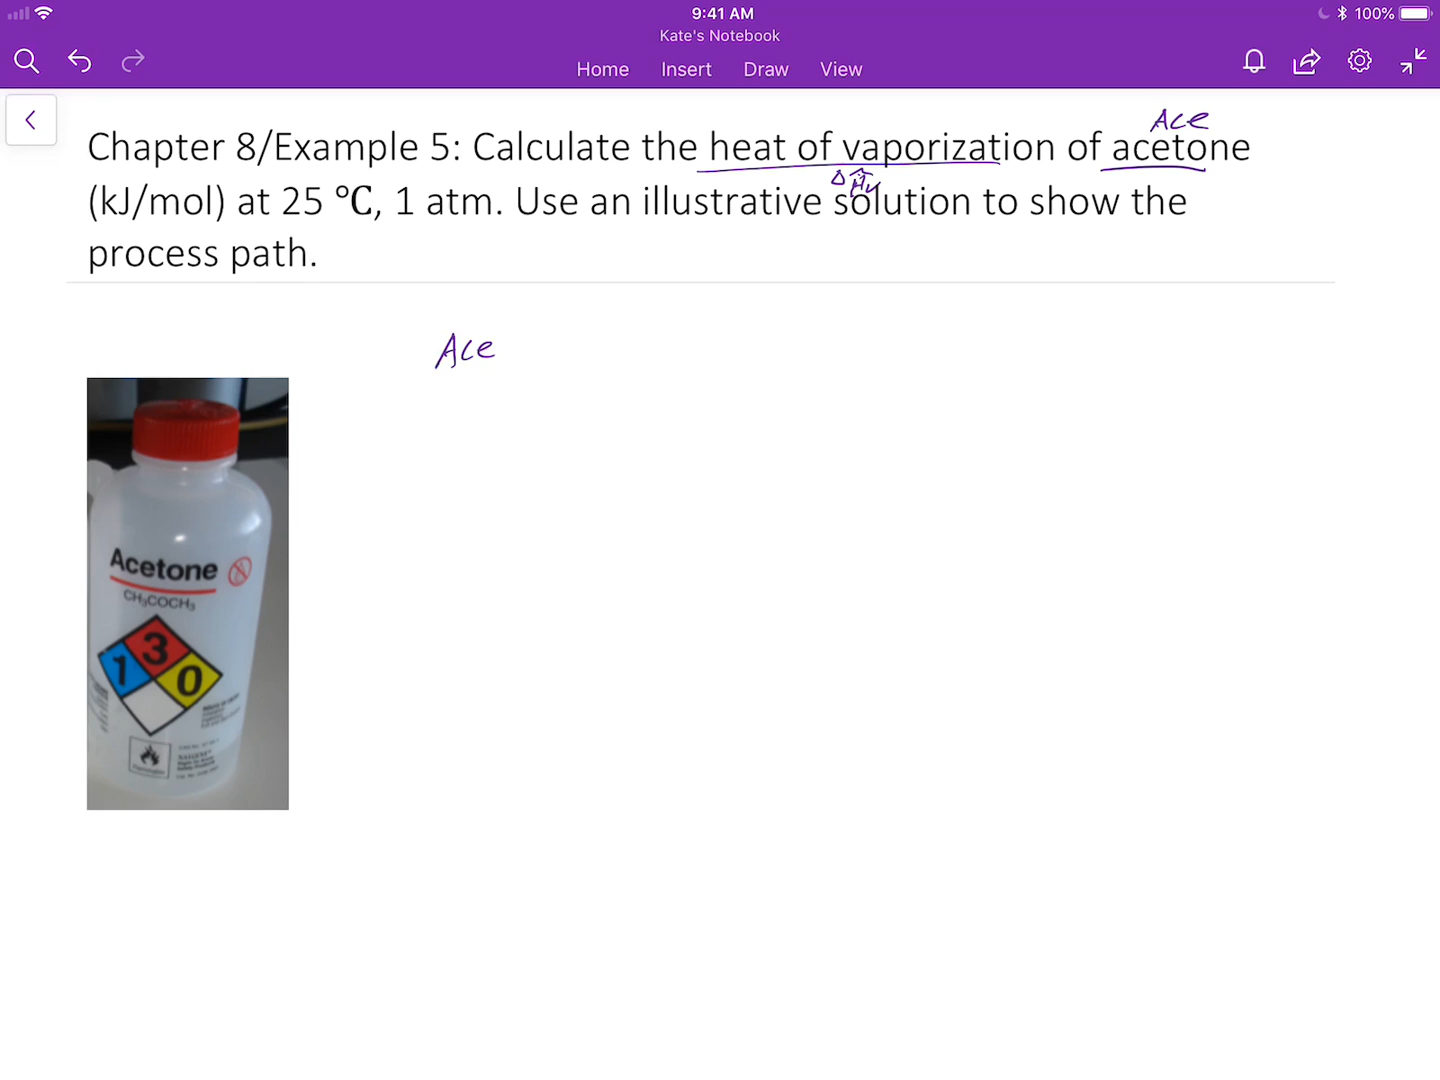 9:41 AM
100%
Kate's Notebook
Home Insert Draw View
Ace
Chapter 8/Example 5: Calculate the heat of vaporization of acetone
ΔĤv
(kJ/mol) at 25 °C, 1 atm. Use an illustrative solution to show the
process path.
Ace
Acetone
CH₃COCH₃
3
1
0